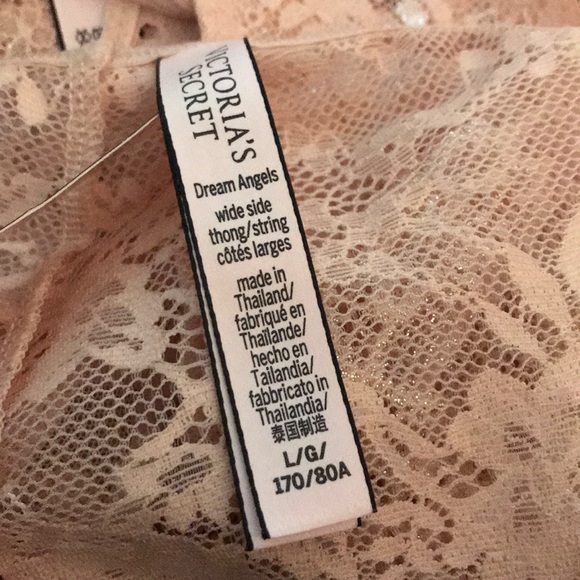 VICTORIA'S
SECRET
Dream Angels
wide side
thong/string
côtés larges
made in
Thailand/
fabriqué en
Thaïlande/
hecho en
Tailandia/
fabbricato in
Thailandia/
泰国制造
L/G/
170/80A